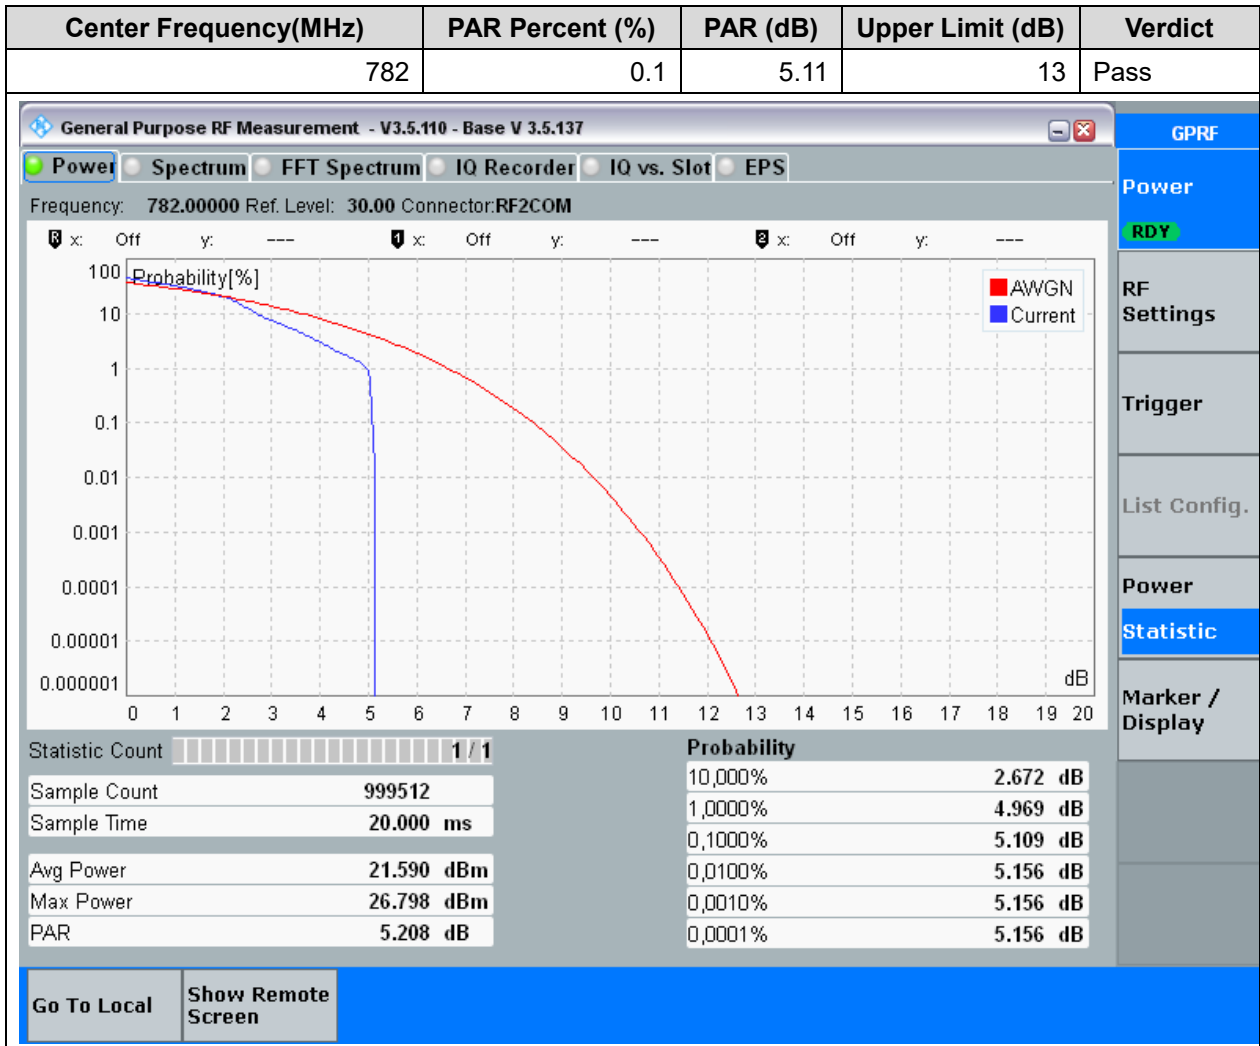 Center Frequency(MHz) PAR Percent (%) PAR (dB) Upper Limit (dB) Verdict
782 0.1 5.11 13 Pass
General Purpose RF Measurement - V3.5.110 - Base V 3.5.137
GPRF
Power Spectrum FFT Spectrum IQ Recorder IQ vs. Slot EPS
Power
RDY
Frequency: 782.00000 Ref. Level: 30.00 Connector:RF2COM
R x: Off y: --- 1 x: Off y: --- 2 x: Off y: ---
Probability[%]
AWGN
Current
100
10
1
0.1
0.01
0.001
0.0001
0.00001
0.000001
dB
0 1 2 3 4 5 6 7 8 9 10 11 12 13 14 15 16 17 18 19 20
RF
Settings
Trigger
List Config.
Power
Statistic
Marker /
Display
Statistic Count 1 / 1
Sample Count 999512
Sample Time 20.000 ms
Avg Power 21.590 dBm
Max Power 26.798 dBm
PAR 5.208 dB
Probability
10,000% 2.672 dB
1,0000% 4.969 dB
0,1000% 5.109 dB
0,0100% 5.156 dB
0,0010% 5.156 dB
0,0001% 5.156 dB
Go To Local
Show Remote
Screen